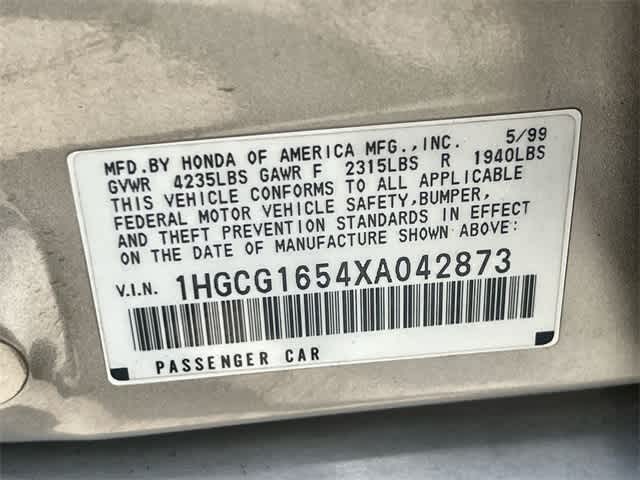 MFD.BY HONDA OF AMERICA MFG.,INC. 5/99
GVWR 4235LBS GAWR F 2315LBS R 1940LBS
THIS VEHICLE CONFORMS TO ALL APPLICABLE
FEDERAL MOTOR VEHICLE SAFETY,BUMPER,
AND THEFT PREVENTION STANDARDS IN EFFECT
ON THE DATE OF MANUFACTURE SHOWN ABOVE:
V.I.N. 1HGCG1654XA042873
PASSENGER CAR